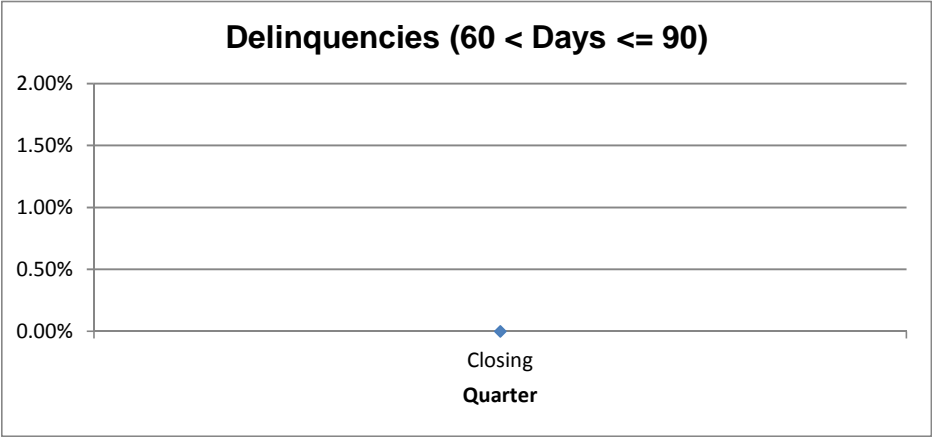 Delinquencies (60 < Days <= 90)
2.00%
1.50%
1.00%
0.50%
0.00%
Closing
Quarter